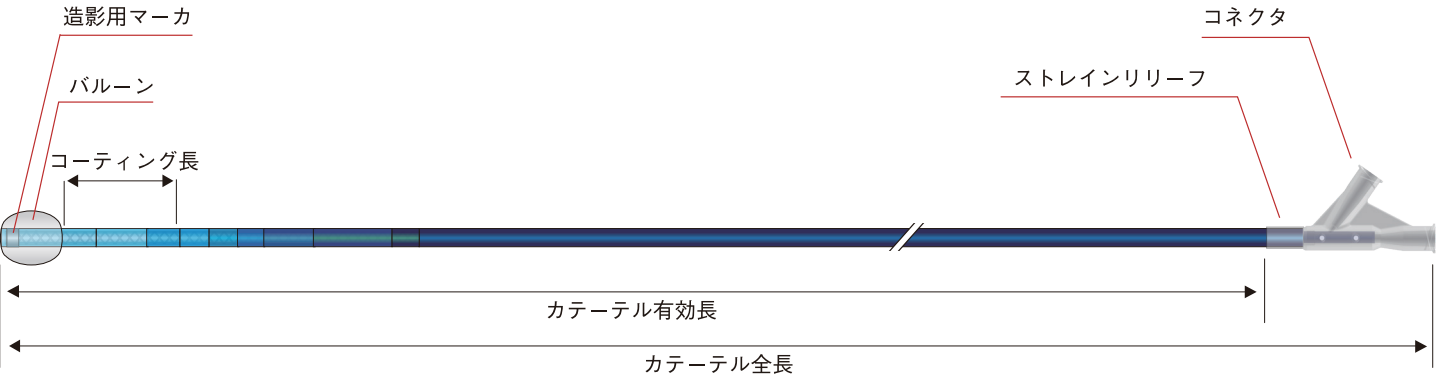 造影用マーカ
コネクタ
バルーン
ストレインリリーフ
コーティング長
カテーテル有効長
カテーテル全長